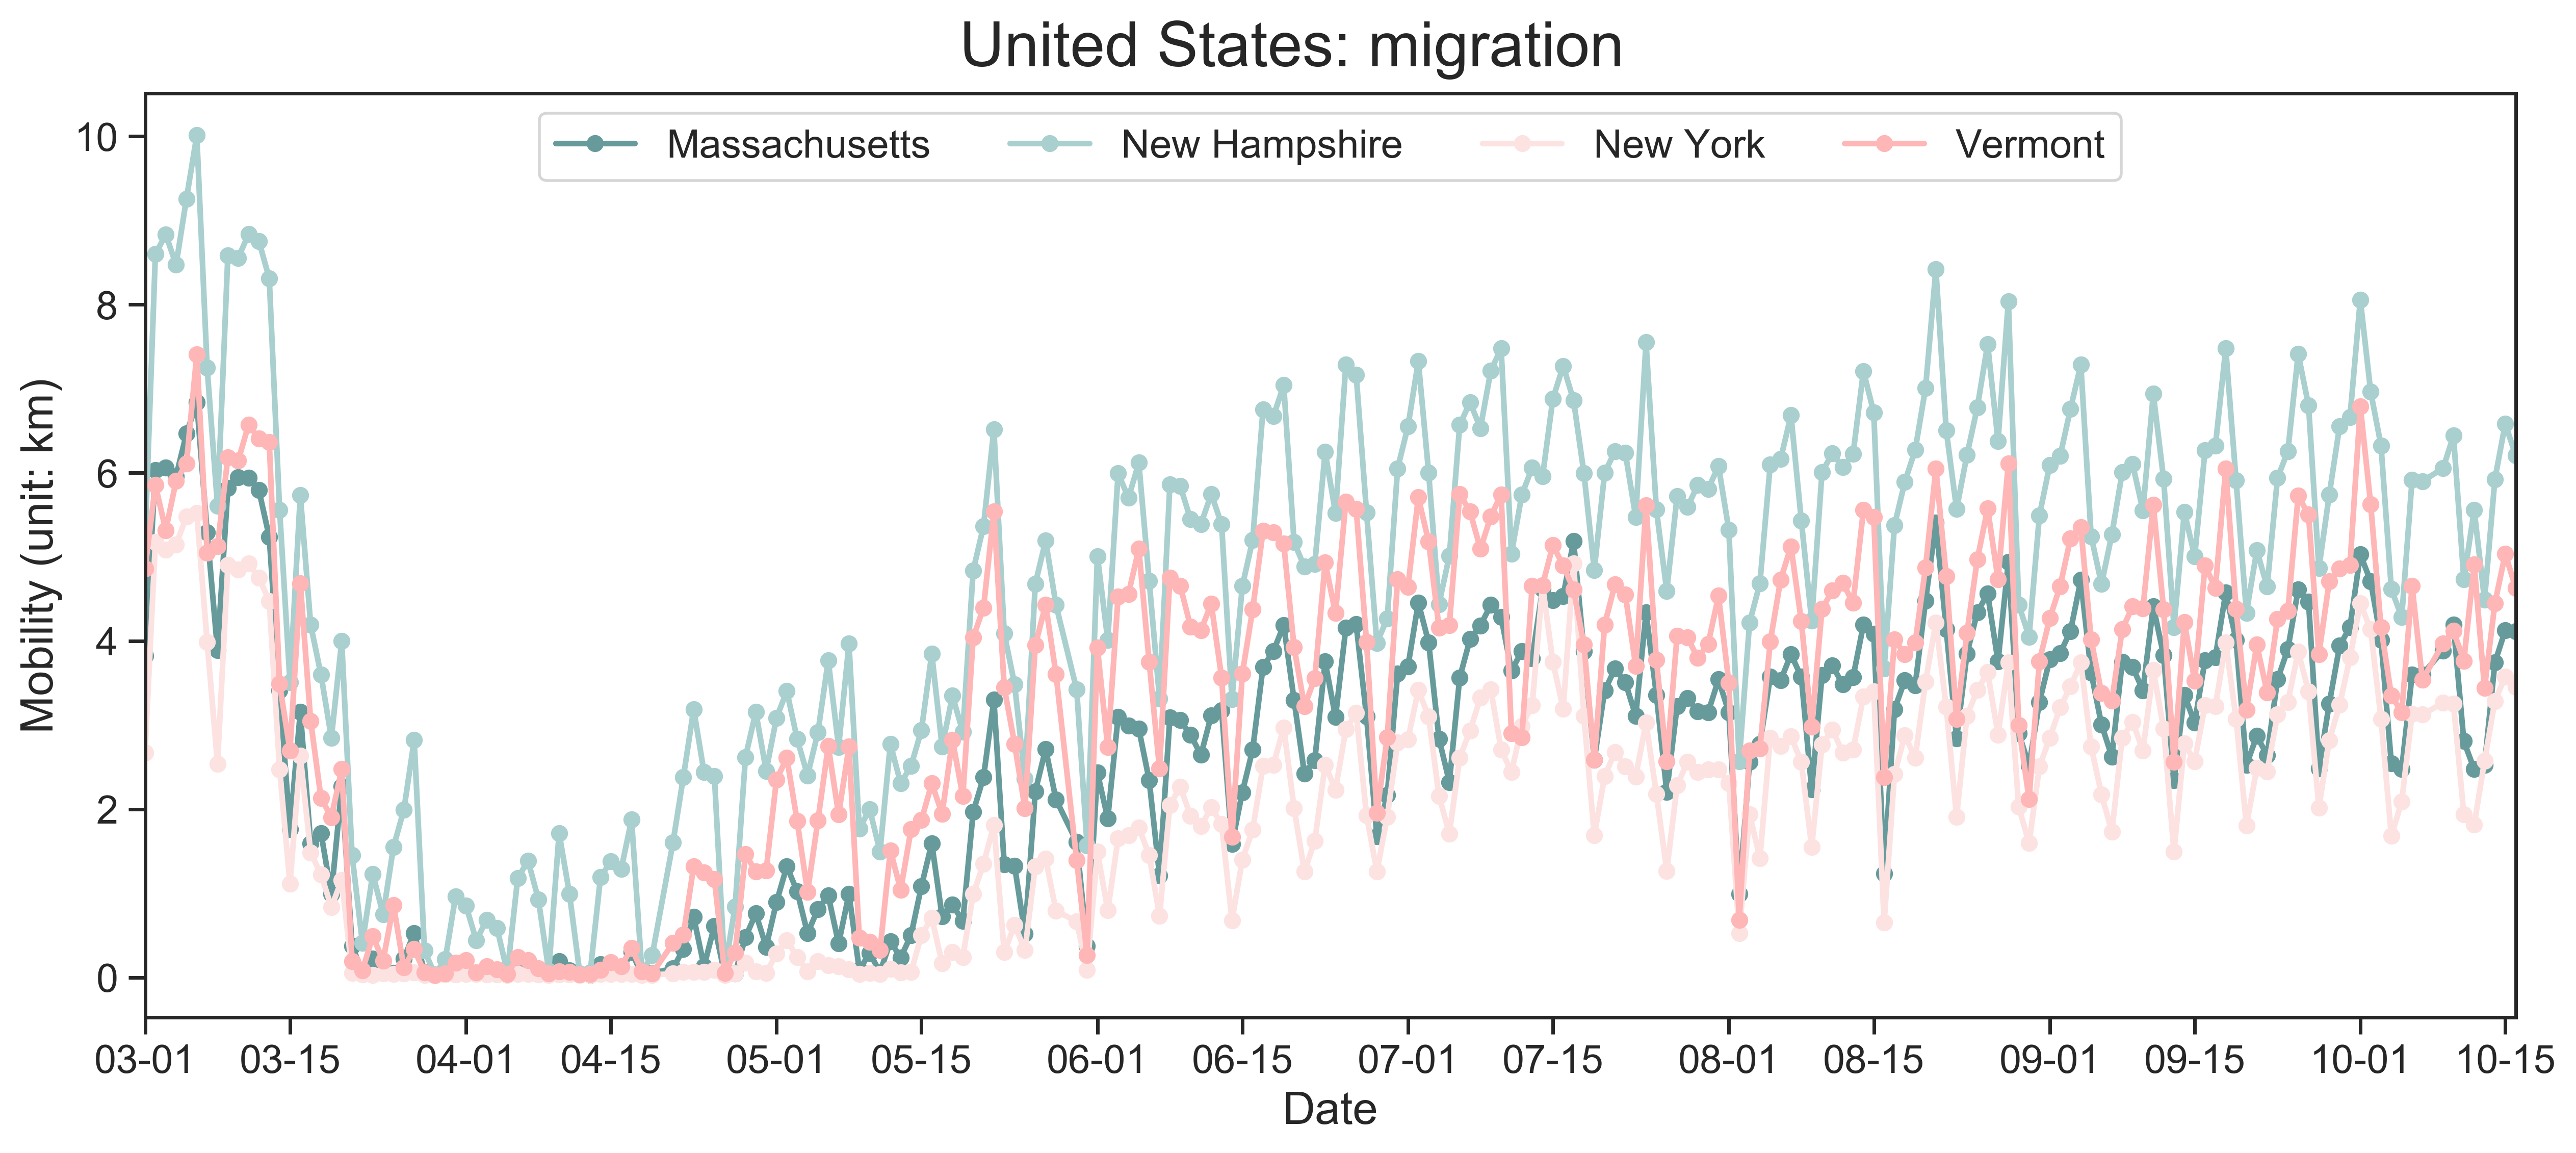 United States: migration
Massachusetts New Hampshire New York Vermont
10
8
6
4
2
0
Mobility (unit: km)
03-01 03-15 04-01 04-15 05-01 05-15 06-01 06-15 07-01 07-15 08-01 08-15 09-01 09-15 10-01 10-15
Date